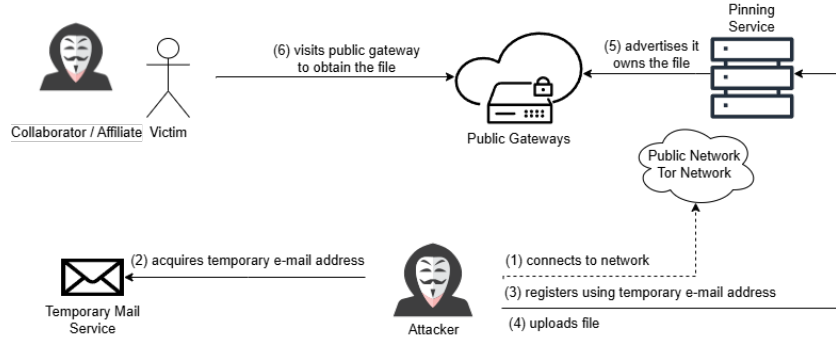 Pinning
Service
(6) visits public gateway
to obtain the file
(5) advertises it
owns the file
Collaborator / Affiliate
Victim
Public Gateways
Public Network
Tor Network
(2) acquires temporary e-mail address
(1) connects to network
(3) registers using temporary e-mail address
(4) uploads file
Temporary Mail
Service
Attacker